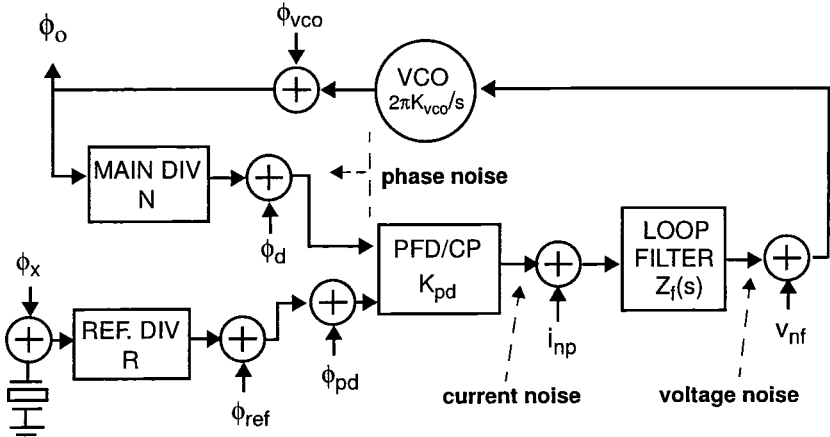 ϕvco
ϕo
VCO
2πKvco/s
MAIN DIV
N
phase noise
ϕd
ϕx
PFD/CP
Kpd
LOOP
FILTER
Zf(s)
REF. DIV
R
inp
vnf
ϕpd
ϕref
current noise
voltage noise